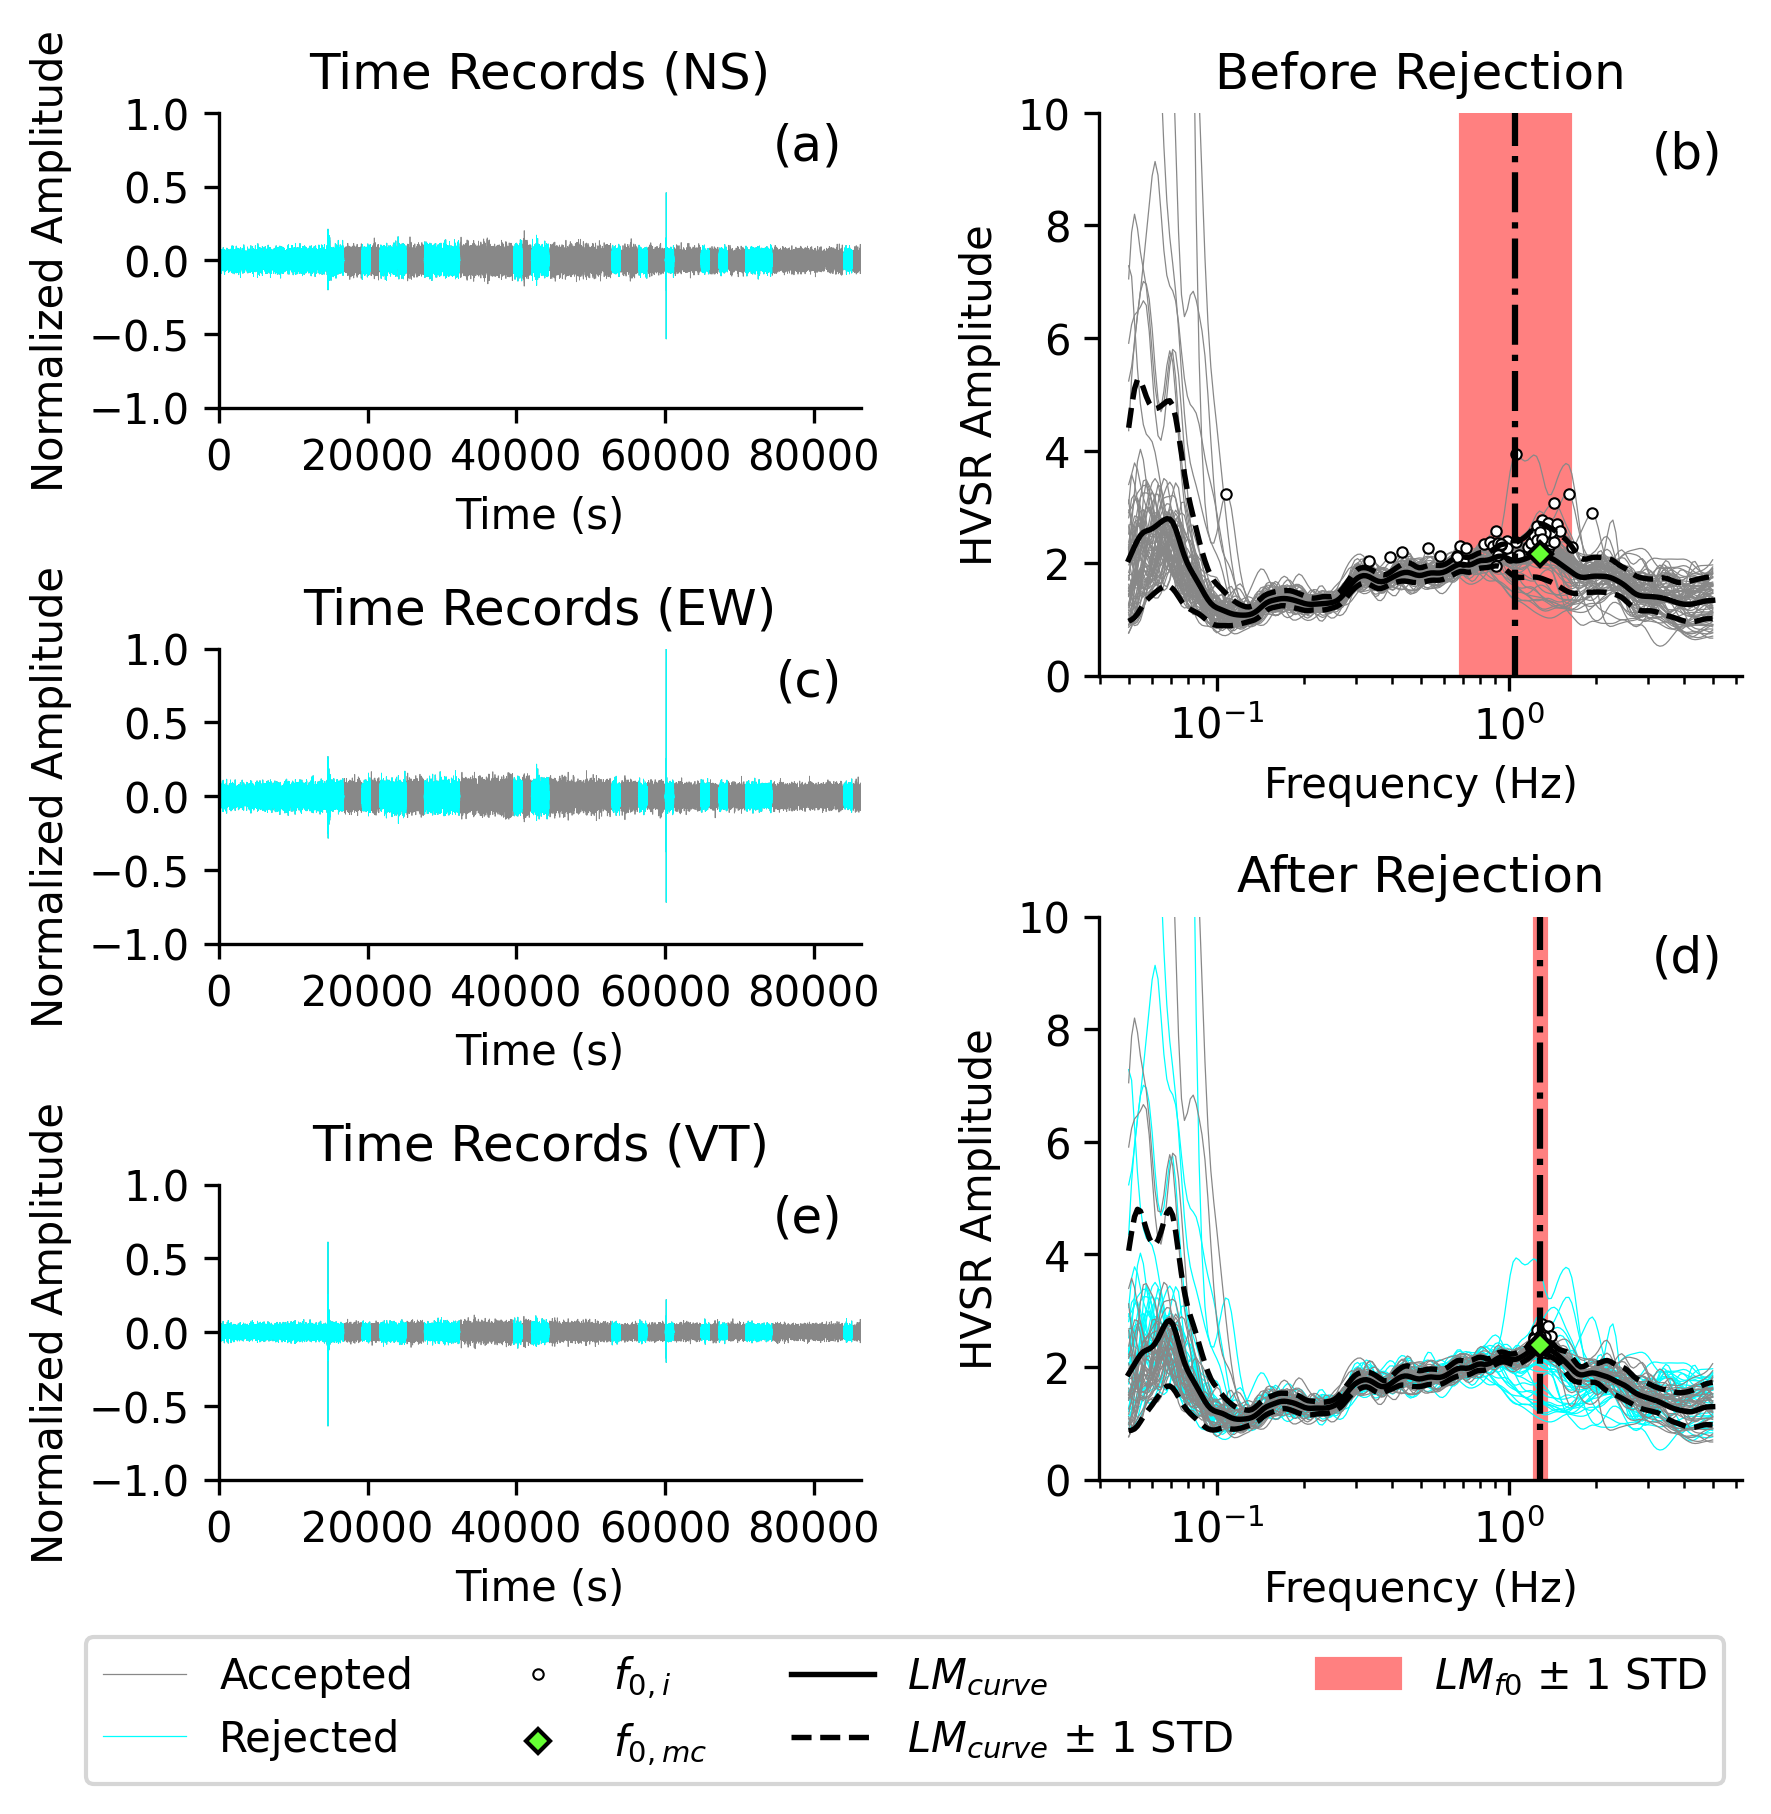 Time Records (NS)
Normalized Amplitude
1.0
0.5
0.0
−0.5
−1.0
(a)
0 20000 40000 60000 80000
Time (s)
Before Rejection
HVSR Amplitude
10
8
6
4
2
0
(b)
10⁻¹ 10⁰
Frequency (Hz)
Time Records (EW)
Normalized Amplitude
1.0
0.5
0.0
−0.5
−1.0
(c)
0 20000 40000 60000 80000
Time (s)
After Rejection
HVSR Amplitude
10
8
6
4
2
0
(d)
10⁻¹ 10⁰
Frequency (Hz)
Time Records (VT)
Normalized Amplitude
1.0
0.5
0.0
−0.5
−1.0
(e)
0 20000 40000 60000 80000
Time (s)
Accepted
Rejected
f0,i
f0,mc
LMcurve
LMcurve ± 1 STD
LMf0 ± 1 STD